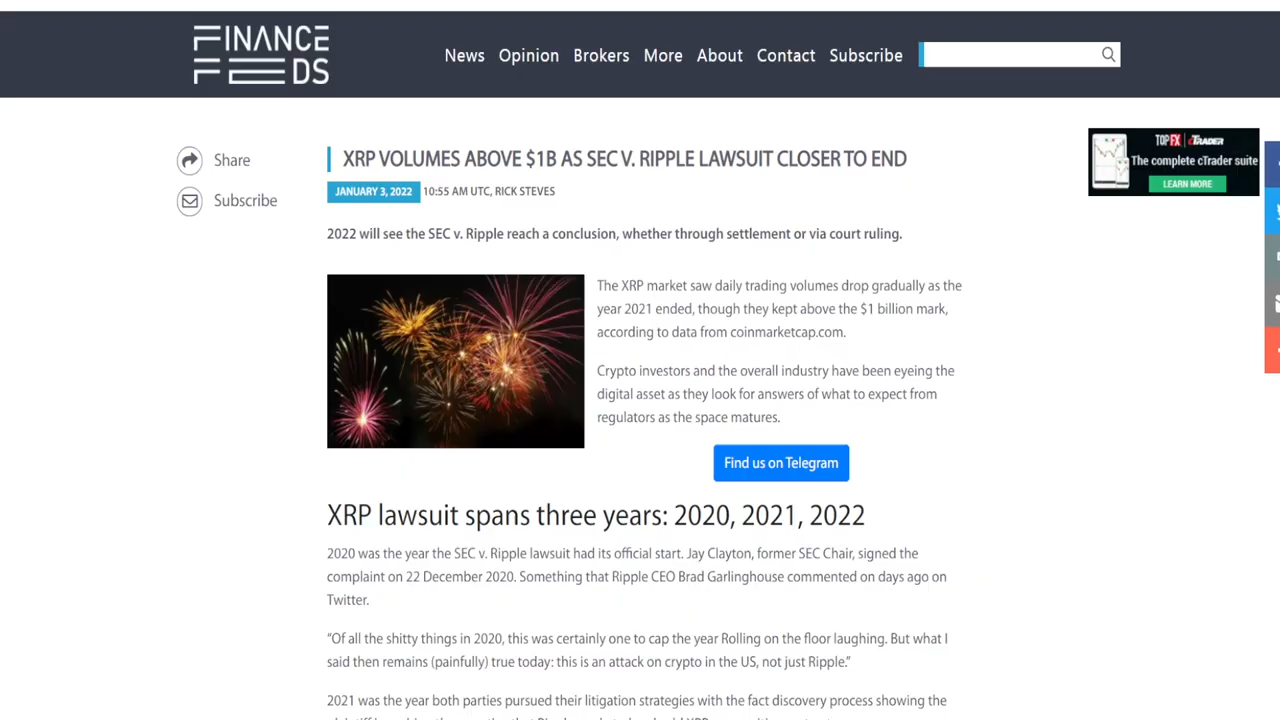 FINANCE
FEEDS
News Opinion Brokers More About Contact Subscribe
Share
Subscribe
XRP VOLUMES ABOVE $1B AS SEC V. RIPPLE LAWSUIT CLOSER TO END
JANUARY 3, 2022 10:55 AM UTC, RICK STEVES
2022 will see the SEC v. Ripple reach a conclusion, whether through settlement or via court ruling.
TOPFX cTRADER
The complete cTrader suite
LEARN MORE
The XRP market saw daily trading volumes drop gradually as the
year 2021 ended, though they kept above the $1 billion mark,
according to data from coinmarketcap.com.
Crypto investors and the overall industry have been eyeing the
digital asset as they look for answers of what to expect from
regulators as the space matures.
Find us on Telegram
XRP lawsuit spans three years: 2020, 2021, 2022
2020 was the year the SEC v. Ripple lawsuit had its official start. Jay Clayton, former SEC Chair, signed the
complaint on 22 December 2020. Something that Ripple CEO Brad Garlinghouse commented on days ago on
Twitter.
“Of all the shitty things in 2020, this was certainly one to cap the year Rolling on the floor laughing. But what I
said then remains (painfully) true today: this is an attack on crypto in the US, not just Ripple.”
2021 was the year both parties pursued their litigation strategies with the fact discovery process showing the